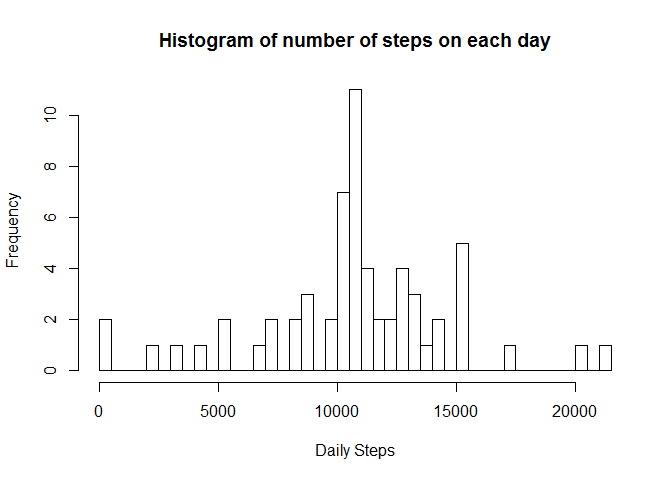 Histogram of number of steps on each day
Frequency
10
8
6
4
2
0
0 5000 10000 15000 20000
Daily Steps